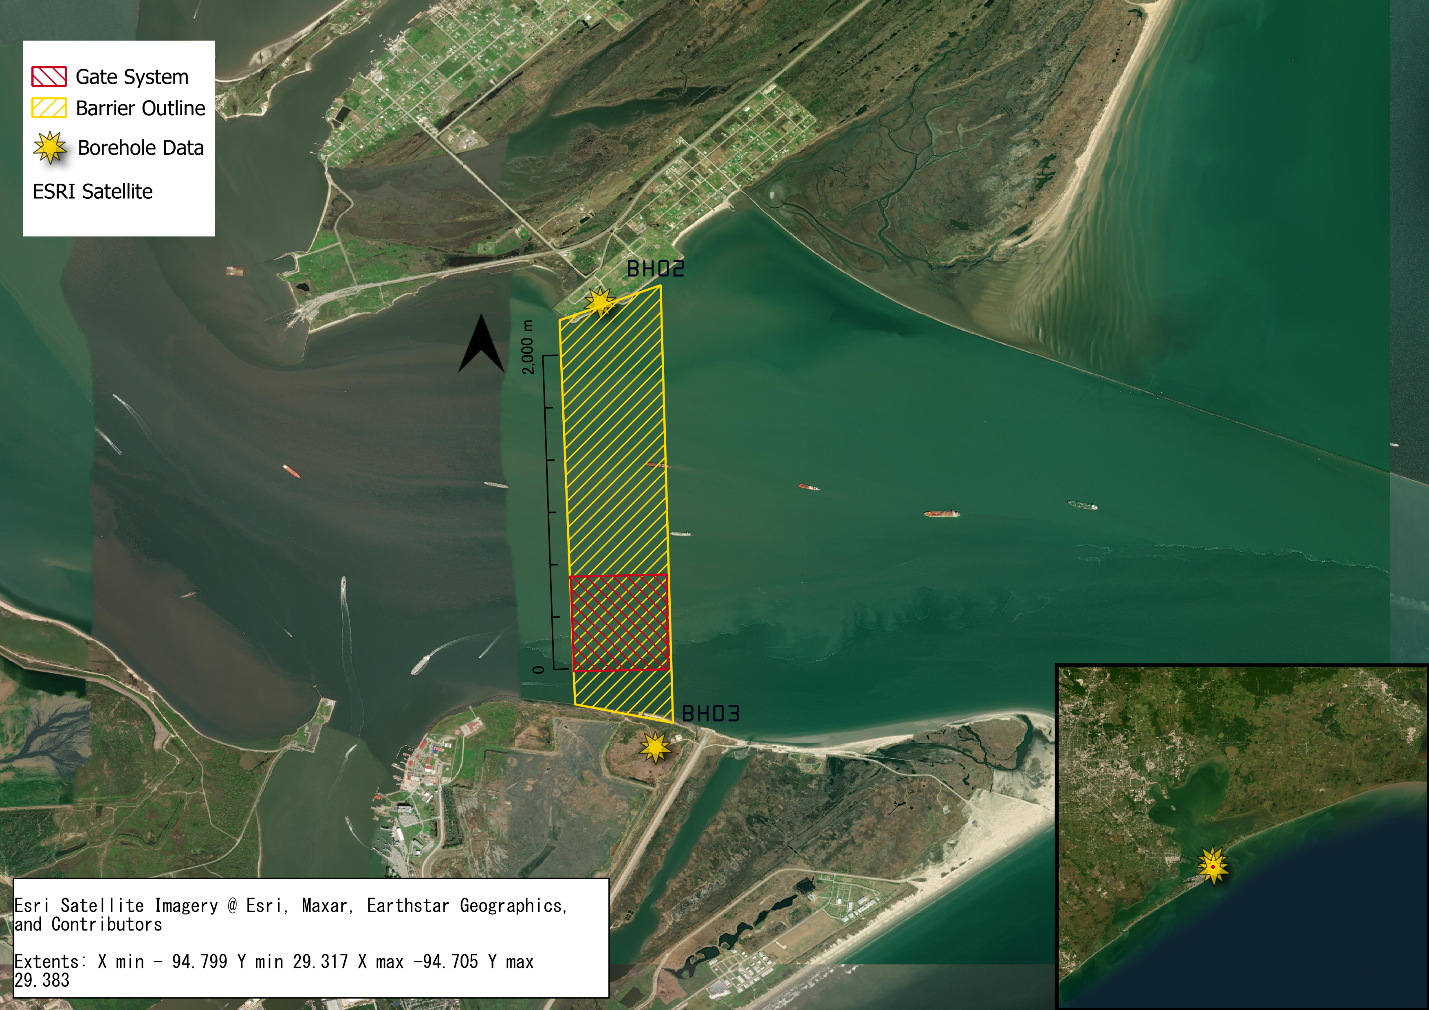 Gate System
Barrier Outline
Borehole Data
ESRI Satellite
BH02
2,000 m
0
BH03
Esri Satellite Imagery @ Esri, Maxar, Earthstar Geographics,
and Contributors
Extents: X min - 94.799 Y min 29.317 X max -94.705 Y max
29.383